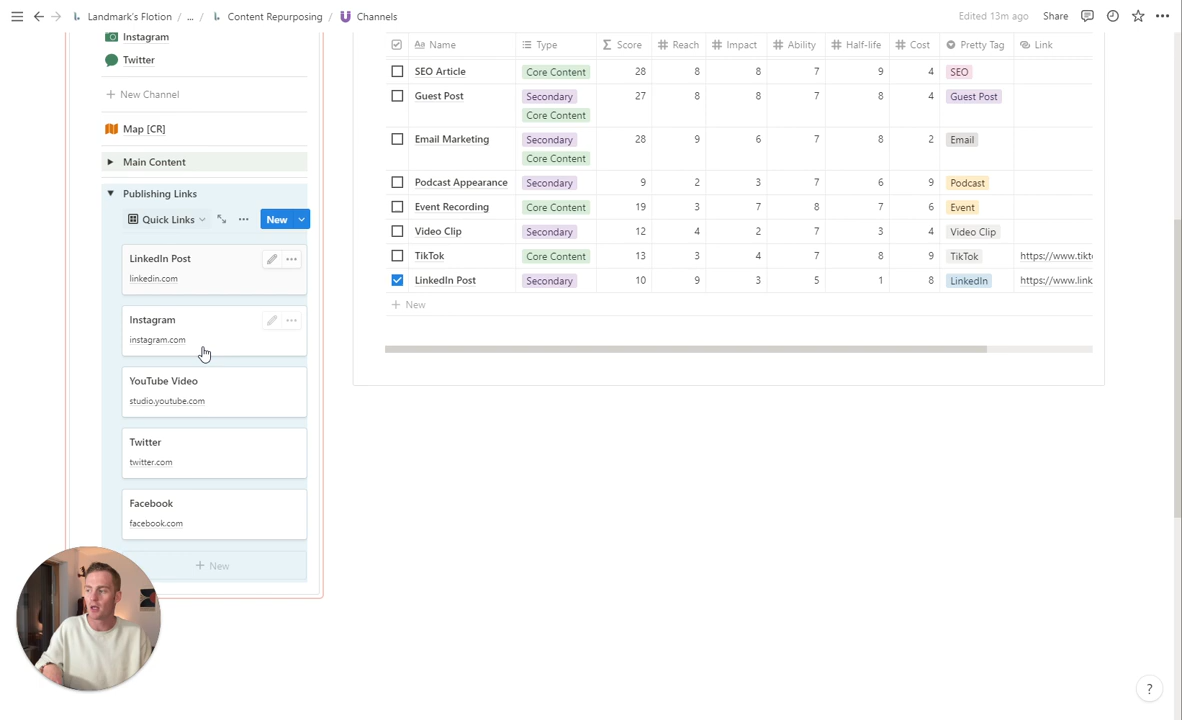 Landmark's Flotion / ... / Content Repurposing / Channels
Edited 13m ago Share
Instagram
Twitter
+ New Channel
Map [CR]
Main Content
Publishing Links
Quick Links New
LinkedIn Post
linkedin.com
Instagram
instagram.com
YouTube Video
studio.youtube.com
Twitter
twitter.com
Facebook
facebook.com
+ New
Name Type Score Reach Impact Ability Half-life Cost Pretty Tag Link
SEO Article Core Content 28 8 8 7 9 4 SEO
Guest Post Secondary 27 8 8 7 8 4 Guest Post
Core Content
Email Marketing Secondary 28 9 6 7 8 2 Email
Core Content
Podcast Appearance Secondary 9 2 3 7 6 9 Podcast
Event Recording Core Content 19 3 7 8 7 6 Event
Video Clip Secondary 12 4 2 7 3 4 Video Clip
TikTok Core Content 13 3 4 7 8 9 TikTok https://www.tikt
LinkedIn Post Secondary 10 9 3 5 1 8 LinkedIn https://www.link
+ New
?